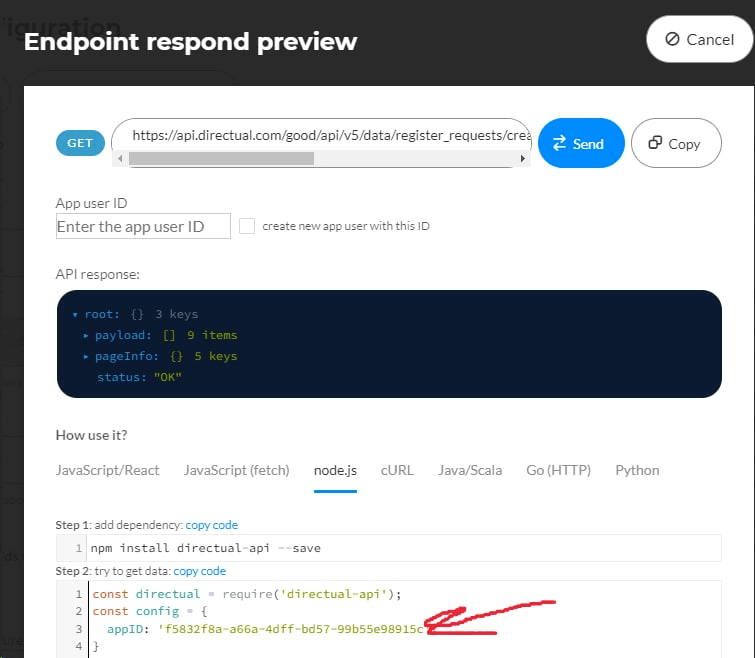 Endpoint respond preview
Cancel
GET
https://api.directual.com/good/api/v5/data/register_requests/crea
Send
Copy
App user ID
Enter the app user ID
create new app user with this ID
API response:
root: {} 3 keys
payload: [] 9 items
pageInfo: {} 5 keys
status: "OK"
How use it?
JavaScript/React JavaScript (fetch) node.js cURL Java/Scala Go (HTTP) Python
Step 1: add dependency: copy code
1 npm install directual-api --save
Step 2: try to get data: copy code
1 const directual = require('directual-api');
2 const config = {
3 appID: 'f5832f8a-a66a-4dff-bd57-99b55e98915c
4 }